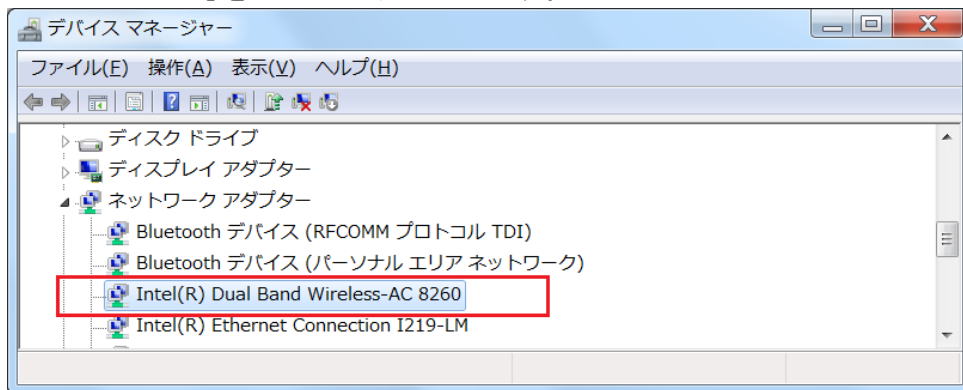 デバイス マネージャー
ファイル(F) 操作(A) 表示(V) ヘルプ(H)
ディスク ドライブ
ディスプレイ アダプター
ネットワーク アダプター
Bluetooth デバイス (RFCOMM プロトコル TDI)
Bluetooth デバイス (パーソナル エリア ネットワーク)
Intel(R) Dual Band Wireless-AC 8260
Intel(R) Ethernet Connection I219-LM